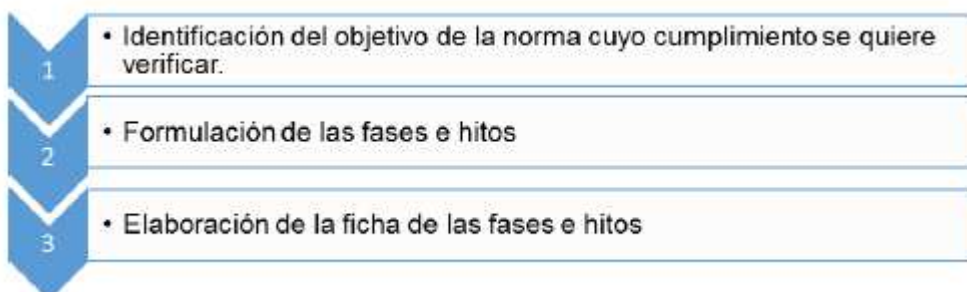 1
• Identificación del objetivo de la norma cuyo cumplimiento se quiere
verificar.
2
• Formulación de las fases e hitos
3
• Elaboración de la ficha de las fases e hitos